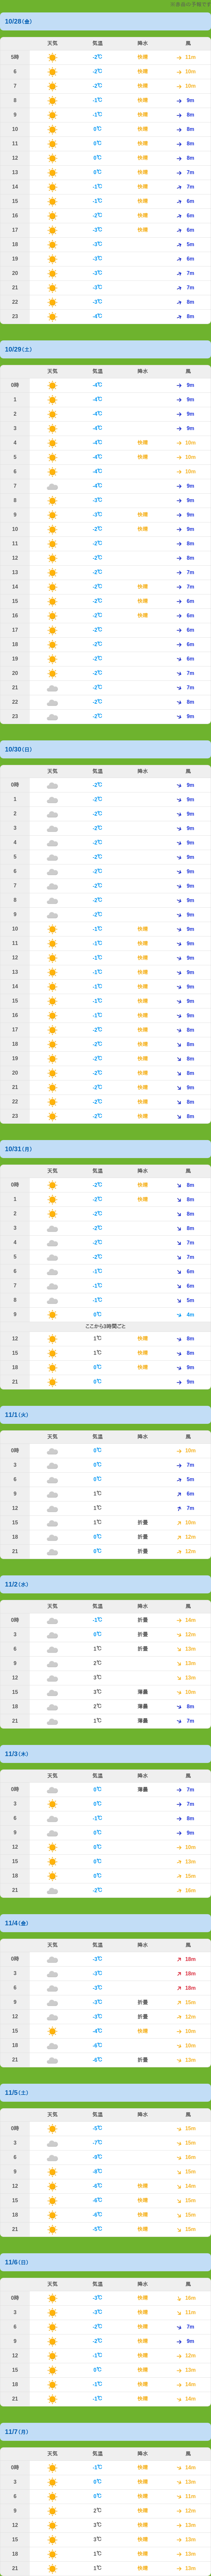 10/28(金)
天気 気温 降水 風
5時 -2℃ 快晴 11m
6 -2℃ 快晴 10m
7 -2℃ 快晴 10m
8 -1℃ 快晴 9m
9 -1℃ 快晴 8m
10 0℃ 快晴 8m
11 0℃ 快晴 8m
12 0℃ 快晴 8m
13 0℃ 快晴 7m
14 -1℃ 快晴 7m
15 -1℃ 快晴 6m
16 -2℃ 快晴 6m
17 -3℃ 快晴 6m
18 -3℃ 5m
19 -3℃ 6m
20 -3℃ 7m
21 -3℃ 7m
22 -3℃ 8m
23 -4℃ 8m
10/29(土)
天気 気温 降水 風
0時 -4℃ 9m
1 -4℃ 9m
2 -4℃ 9m
3 -4℃ 9m
4 -4℃ 快晴 10m
5 -4℃ 快晴 10m
6 -4℃ 10m
7 -4℃ 9m
8 -3℃ 9m
9 -3℃ 快晴 9m
10 -2℃ 快晴 9m
11 -2℃ 8m
12 -2℃ 8m
13 -2℃ 7m
14 -2℃ 快晴 7m
15 -2℃ 快晴 6m
16 -2℃ 快晴 6m
17 -2℃ 6m
18 -2℃ 6m
19 -2℃ 6m
20 -2℃ 7m
21 -2℃ 7m
22 -2℃ 8m
23 -2℃ 9m
10/30(日)
天気 気温 降水 風
0時 -2℃ 9m
1 -2℃ 9m
2 -2℃ 9m
3 -2℃ 9m
4 -2℃ 9m
5 -2℃ 9m
6 -2℃ 9m
7 -2℃ 9m
8 -2℃ 9m
9 -2℃ 9m
10 -1℃ 快晴 9m
11 -1℃ 快晴 9m
12 -1℃ 快晴 9m
13 -1℃ 快晴 9m
14 -1℃ 快晴 9m
15 -1℃ 快晴 9m
16 -1℃ 快晴 9m
17 -2℃ 快晴 8m
18 -2℃ 快晴 8m
19 -2℃ 快晴 8m
20 -2℃ 快晴 8m
21 -2℃ 快晴 8m
22 -2℃ 快晴 8m
23 -2℃ 快晴 8m
10/31(月)
天気 気温 降水 風
0時 -2℃ 快晴 8m
1 -2℃ 快晴 8m
2 -2℃ 8m
3 -2℃ 8m
4 -2℃ 7m
5 -2℃ 7m
6 -1℃ 6m
7 -1℃ 6m
8 -1℃ 5m
9 0℃ 4m
ここから3時間ごと
12 1℃ 快晴 8m
15 1℃ 快晴 8m
18 0℃ 快晴 9m
21 0℃ 9m
11/1(火)
天気 気温 降水 風
0時 0℃ 10m
3 0℃ 7m
6 0℃ 5m
9 1℃ 6m
12 1℃ 7m
15 1℃ 折曇 10m
18 0℃ 折曇 12m
21 0℃ 折曇 12m
11/2(水)
天気 気温 降水 風
0時 -1℃ 折曇 14m
3 0℃ 折曇 12m
6 1℃ 折曇 12m
9 2℃ 13m
12 3℃ 13m
15 3℃ 薄曇 10m
18 2℃ 薄曇 8m
21 1℃ 薄曇 7m
11/3(木)
天気 気温 降水 風
0時 0℃ 薄曇 7m
3 0℃ 7m
6 -1℃ 8m
9 0℃ 9m
12 0℃ 10m
15 0℃ 13m
18 0℃ 15m
21 -2℃ 16m
11/4(金)
天気 気温 降水 風
0時 -3℃ 18m
3 -3℃ 18m
6 -3℃ 18m
9 -3℃ 折曇 15m
12 -3℃ 折曇 12m
15 -4℃ 快晴 10m
18 -6℃ 10m
21 -6℃ 折曇 13m
11/5(土)
天気 気温 降水 風
0時 -5℃ 15m
3 -7℃ 15m
6 -9℃ 16m
9 -8℃ 15m
12 -6℃ 快晴 14m
15 -6℃ 快晴 15m
18 -6℃ 快晴 15m
21 -5℃ 快晴 15m
11/6(日)
天気 気温 降水 風
0時 -3℃ 快晴 16m
3 -3℃ 快晴 11m
6 -2℃ 快晴 7m
9 -2℃ 快晴 9m
12 -1℃ 快晴 12m
15 0℃ 快晴 13m
18 -1℃ 快晴 14m
21 -1℃ 快晴 14m
11/7(月)
天気 気温 降水 風
0時 -1℃ 快晴 14m
3 0℃ 快晴 13m
6 0℃ 快晴 11m
9 2℃ 快晴 12m
12 3℃ 快晴 13m
15 3℃ 快晴 13m
18 1℃ 快晴 13m
21 1℃ 快晴 13m